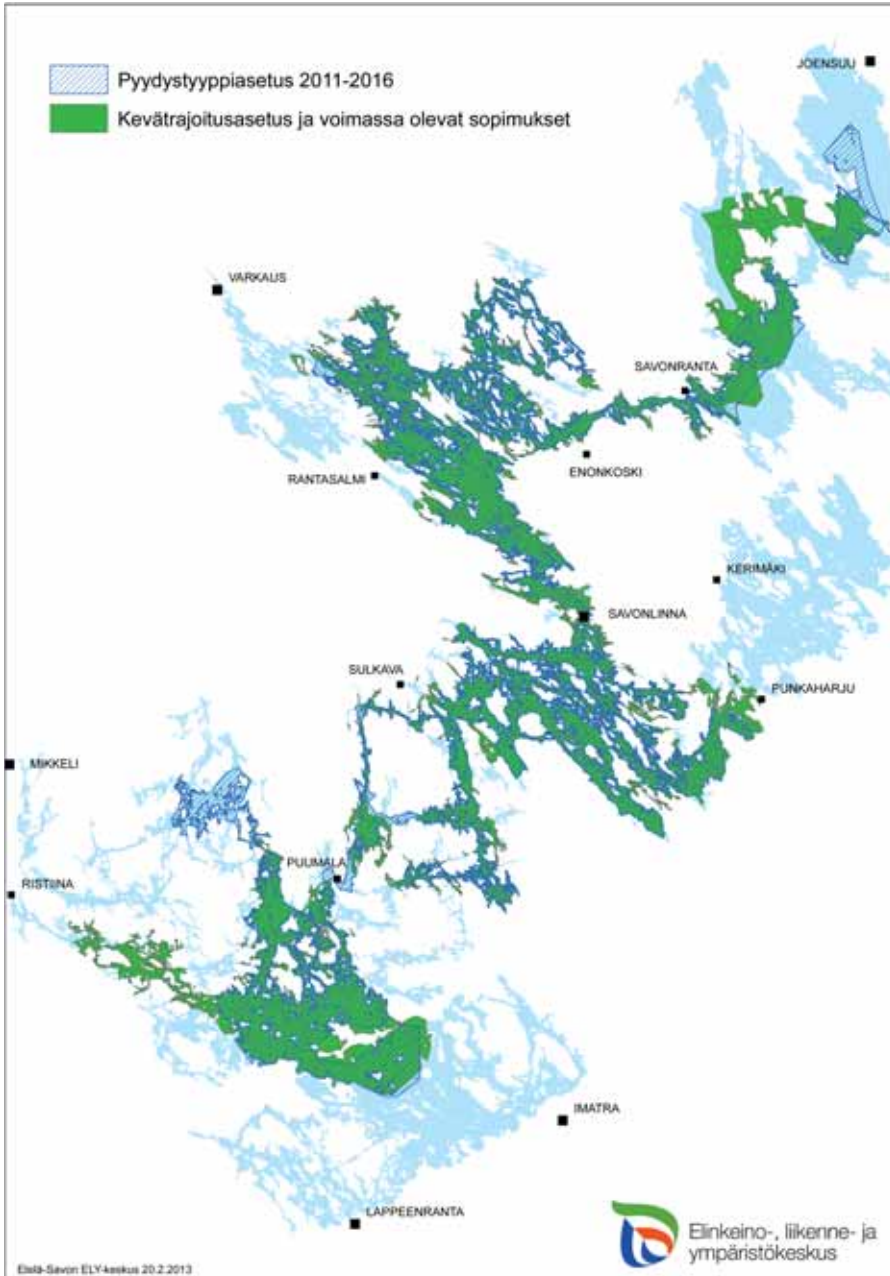 Pyydystyyppiasetus 2011-2016
Kevätrajoitusasetus ja voimassa olevat sopimukset
JOENSUU
VARKAUS
SAVONRANTA
ENONKOSKI
RANTASALMI
KERIMÄKI
SAVONLINNA
SULKAVA
PUNKAHARJU
MIKKELI
PUUMALA
RISTIINA
IMATRA
LAPPEENRANTA
Elinkeino-, liikenne- ja
ympäristökeskus
Etelä-Savon ELY-keskus 20.2.2013